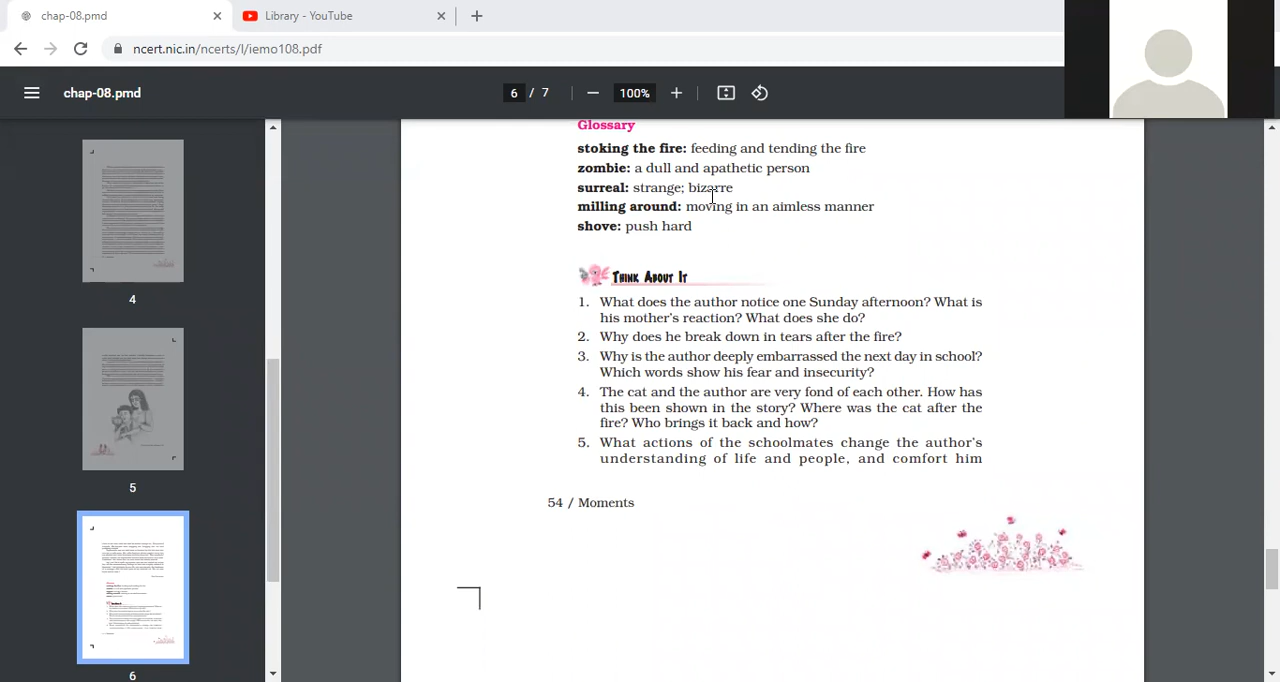 chap-08.pmd
Library - YouTube
ncert.nic.in/ncerts/l/iemo108.pdf
chap-08.pmd
6 / 7
100%
4
5
6
Glossary
stoking the fire: feeding and tending the fire
zombie: a dull and apathetic person
surreal: strange; bizarre
milling around: moving in an aimless manner
shove: push hard
THINK ABOUT IT
1. What does the author notice one Sunday afternoon? What is
his mother's reaction? What does she do?
2. Why does he break down in tears after the fire?
3. Why is the author deeply embarrassed the next day in school?
Which words show his fear and insecurity?
4. The cat and the author are very fond of each other. How has
this been shown in the story? Where was the cat after the
fire? Who brings it back and how?
5. What actions of the schoolmates change the author's
understanding of life and people, and comfort him
54 / Moments